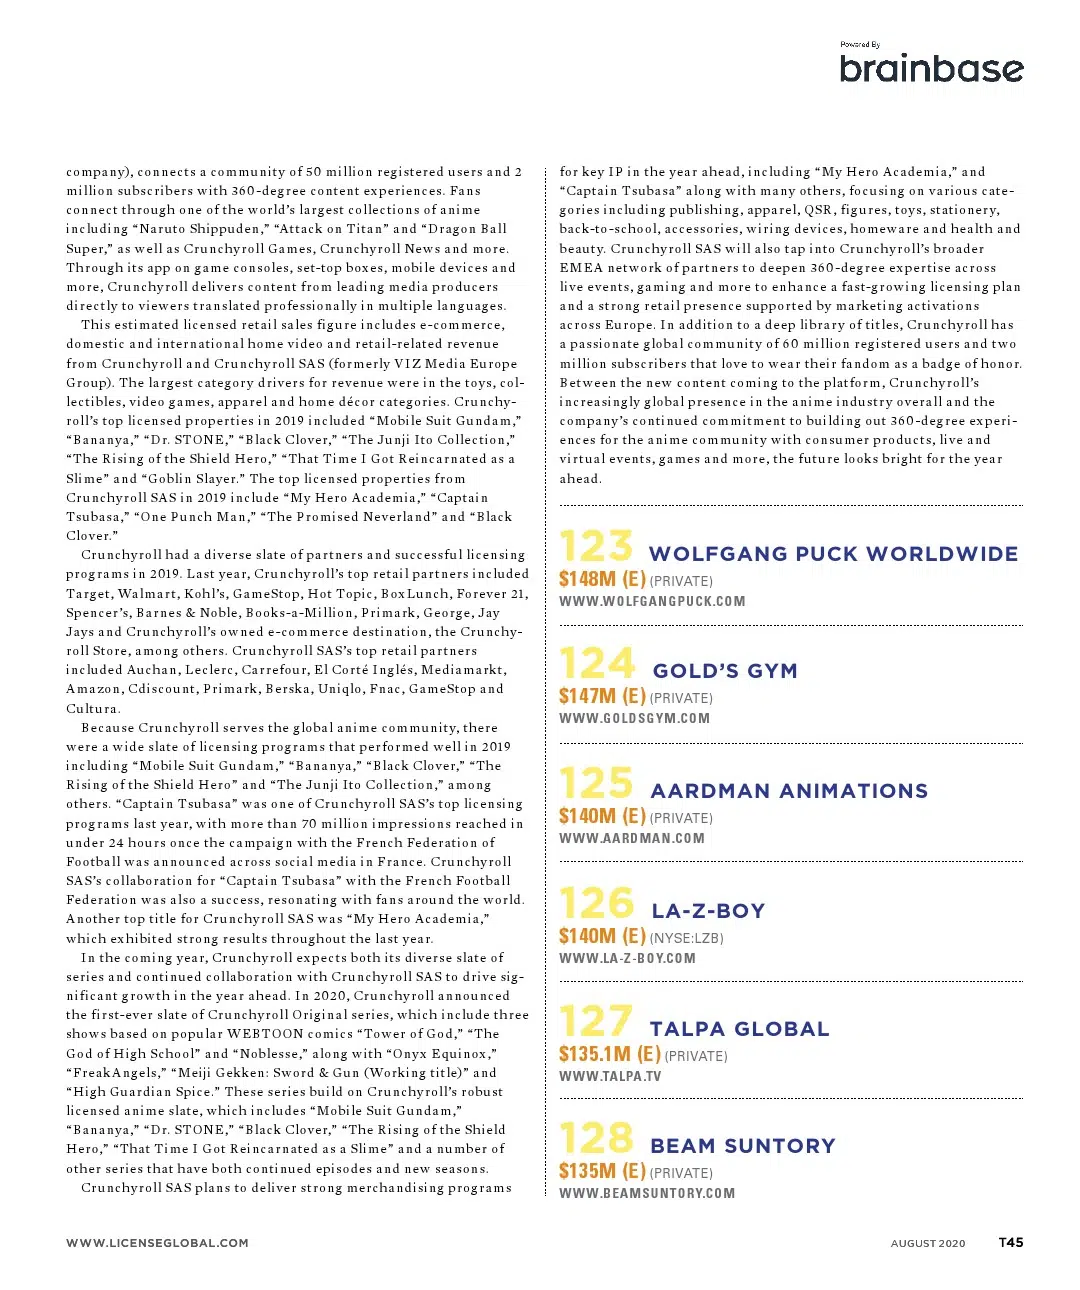 Powered By
brainbase
company), connects a community of 50 million registered users and 2
million subscribers with 360-degree content experiences. Fans
connect through one of the world's largest collections of anime
including “Naruto Shippuden,” “Attack on Titan” and “Dragon Ball
Super,” as well as Crunchyroll Games, Crunchyroll News and more.
Through its app on game consoles, set-top boxes, mobile devices and
more, Crunchyroll delivers content from leading media producers
directly to viewers translated professionally in multiple languages.
This estimated licensed retail sales figure includes e-commerce,
domestic and international home video and retail-related revenue
from Crunchyroll and Crunchyroll SAS (formerly VIZ Media Europe
Group). The largest category drivers for revenue were in the toys, col-
lectibles, video games, apparel and home décor categories. Crunchy-
roll's top licensed properties in 2019 included “Mobile Suit Gundam,”
“Bananya,” “Dr. STONE,” “Black Clover,” “The Junji Ito Collection,”
“The Rising of the Shield Hero,” “That Time I Got Reincarnated as a
Slime” and “Goblin Slayer.” The top licensed properties from
Crunchyroll SAS in 2019 include “My Hero Academia,” “Captain
Tsubasa,” “One Punch Man,” “The Promised Neverland” and “Black
Clover.”
Crunchyroll had a diverse slate of partners and successful licensing
programs in 2019. Last year, Crunchyroll's top retail partners included
Target, Walmart, Kohl's, GameStop, Hot Topic, BoxLunch, Forever 21,
Spencer's, Barnes & Noble, Books-a-Million, Primark, George, Jay
Jays and Crunchyroll's owned e-commerce destination, the Crunchy-
roll Store, among others. Crunchyroll SAS's top retail partners
included Auchan, Leclerc, Carrefour, El Corté Inglés, Mediamarkt,
Amazon, Cdiscount, Primark, Berska, Uniqlo, Fnac, GameStop and
Cultura.
Because Crunchyroll serves the global anime community, there
were a wide slate of licensing programs that performed well in 2019
including “Mobile Suit Gundam,” “Bananya,” “Black Clover,” “The
Rising of the Shield Hero” and “The Junji Ito Collection,” among
others. “Captain Tsubasa” was one of Crunchyroll SAS's top licensing
programs last year, with more than 70 million impressions reached in
under 24 hours once the campaign with the French Federation of
Football was announced across social media in France. Crunchyroll
SAS's collaboration for “Captain Tsubasa” with the French Football
Federation was also a success, resonating with fans around the world.
Another top title for Crunchyroll SAS was “My Hero Academia,”
which exhibited strong results throughout the last year.
In the coming year, Crunchyroll expects both its diverse slate of
series and continued collaboration with Crunchyroll SAS to drive sig-
nificant growth in the year ahead. In 2020, Crunchyroll announced
the first-ever slate of Crunchyroll Original series, which include three
shows based on popular WEBTOON comics “Tower of God,” “The
God of High School” and “Noblesse,” along with “Onyx Equinox,”
“FreakAngels,” “Meiji Gekken: Sword & Gun (Working title)” and
“High Guardian Spice.” These series build on Crunchyroll's robust
licensed anime slate, which includes “Mobile Suit Gundam,”
“Bananya,” “Dr. STONE,” “Black Clover,” “The Rising of the Shield
Hero,” “That Time I Got Reincarnated as a Slime” and a number of
other series that have both continued episodes and new seasons.
Crunchyroll SAS plans to deliver strong merchandising programs
for key IP in the year ahead, including “My Hero Academia,” and
“Captain Tsubasa” along with many others, focusing on various cate-
gories including publishing, apparel, QSR, figures, toys, stationery,
back-to-school, accessories, wiring devices, homeware and health and
beauty. Crunchyroll SAS will also tap into Crunchyroll's broader
EMEA network of partners to deepen 360-degree expertise across
live events, gaming and more to enhance a fast-growing licensing plan
and a strong retail presence supported by marketing activations
across Europe. In addition to a deep library of titles, Crunchyroll has
a passionate global community of 60 million registered users and two
million subscribers that love to wear their fandom as a badge of honor.
Between the new content coming to the platform, Crunchyroll's
increasingly global presence in the anime industry overall and the
company's continued commitment to building out 360-degree experi-
ences for the anime community with consumer products, live and
virtual events, games and more, the future looks bright for the year
ahead.
123 WOLFGANG PUCK WORLDWIDE
$148M (E) (PRIVATE)
WWW.WOLFGANGPUCK.COM
124 GOLD'S GYM
$147M (E) (PRIVATE)
WWW.GOLDSGYM.COM
125 AARDMAN ANIMATIONS
$140M (E) (PRIVATE)
WWW.AARDMAN.COM
126 LA-Z-BOY
$140M (E) (NYSE:LZB)
WWW.LA-Z-BOY.COM
127 TALPA GLOBAL
$135.1M (E) (PRIVATE)
WWW.TALPA.TV
128 BEAM SUNTORY
$135M (E) (PRIVATE)
WWW.BEAMSUNTORY.COM
WWW.LICENSEGLOBAL.COM
AUGUST 2020 T45